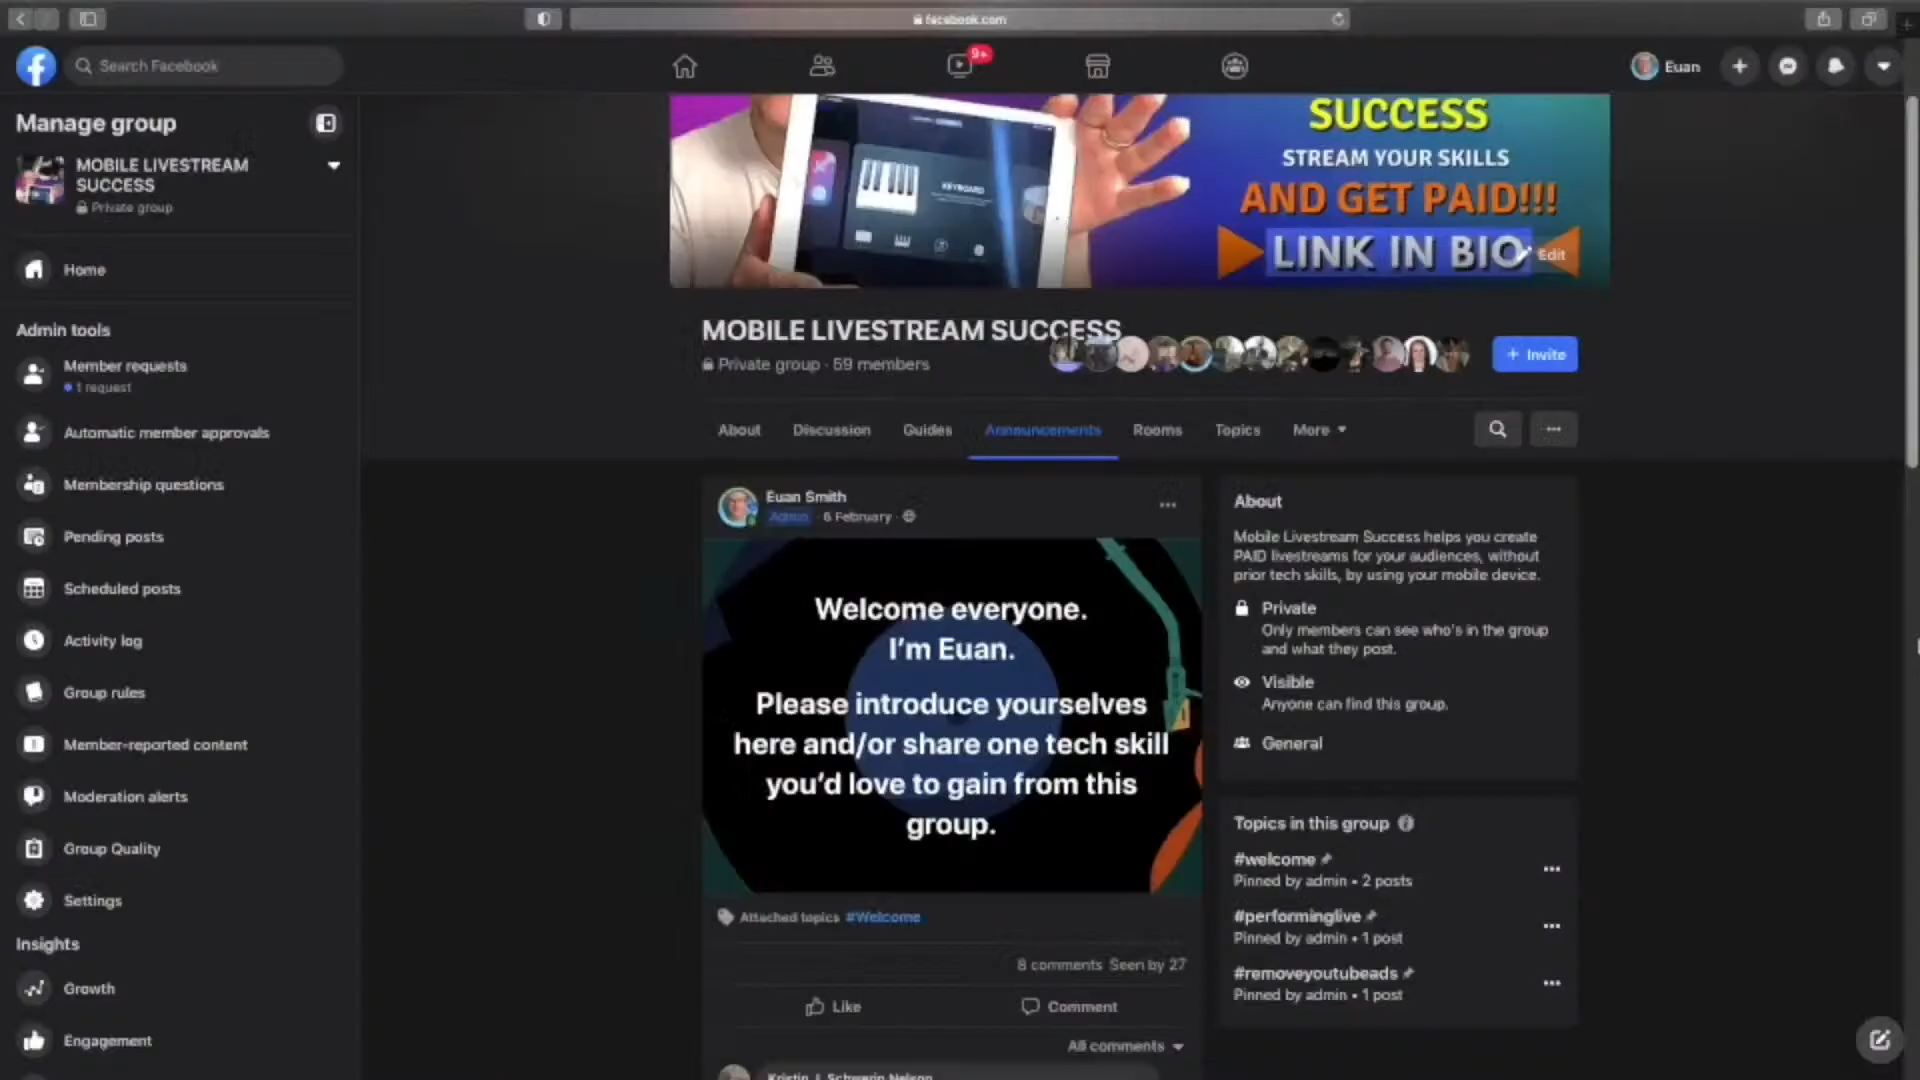 facebook.com
Search Facebook
9+
Euan
Manage group
MOBILE LIVESTREAM
SUCCESS
Private group
Home
Admin tools
Member requests
1 request
Automatic member approvals
Membership questions
Pending posts
Scheduled posts
Activity log
Group rules
Member-reported content
Moderation alerts
Group Quality
Settings
Insights
Growth
Engagement
KEYBOARD
SUCCESS
STREAM YOUR SKILLS
AND GET PAID!!!
LINK IN BIO
Edit
MOBILE LIVESTREAM SUCCESS
Private group · 59 members
+ Invite
About
Discussion
Guides
Announcements
Rooms
Topics
More
Euan Smith
Admin · 6 February ·
Welcome everyone.
I'm Euan.
Please introduce yourselves
here and/or share one tech skill
you'd love to gain from this
group.
Attached topics #Welcome
8 comments Seen by 27
Like
Comment
All comments
Kristin J. Schwerin Nelson
About
Mobile Livestream Success helps you create
PAID livestreams for your audiences, without
prior tech skills, by using your mobile device.
Private
Only members can see who's in the group
and what they post.
Visible
Anyone can find this group.
General
Topics in this group
#welcome
Pinned by admin • 2 posts
#performinglive
Pinned by admin • 1 post
#removeyoutubeads
Pinned by admin • 1 post